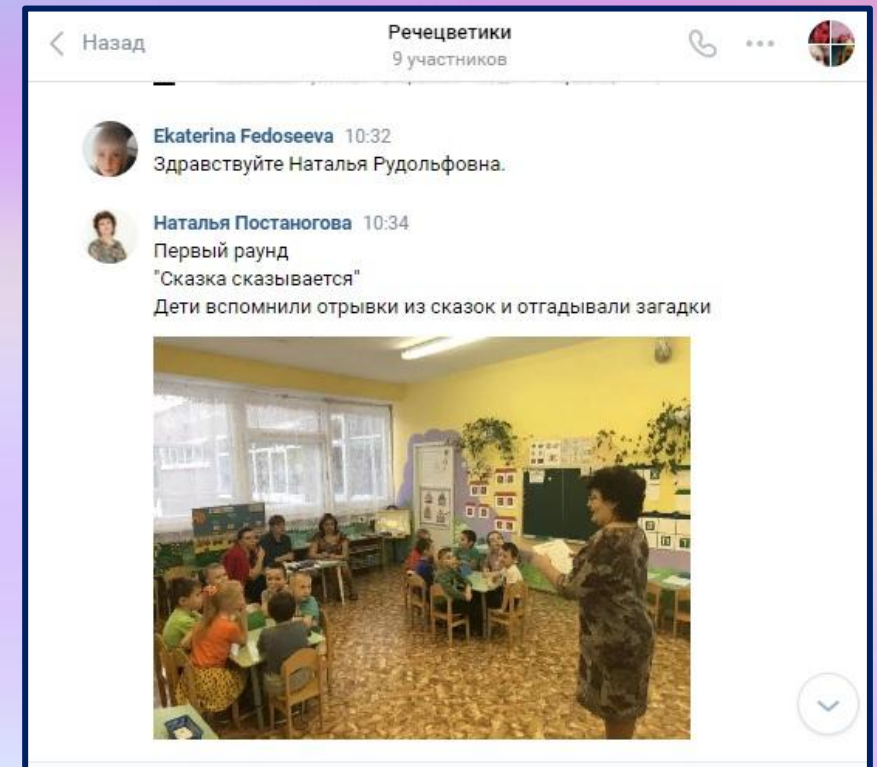 Назад
Речецветики
9 участников
Ekaterina Fedoseeva 10:32
Здравствуйте Наталья Рудольфовна.
Наталья Постаногова 10:34
Первый раунд
"Сказка сказывается"
Дети вспомнили отрывки из сказок и отгадывали загадки